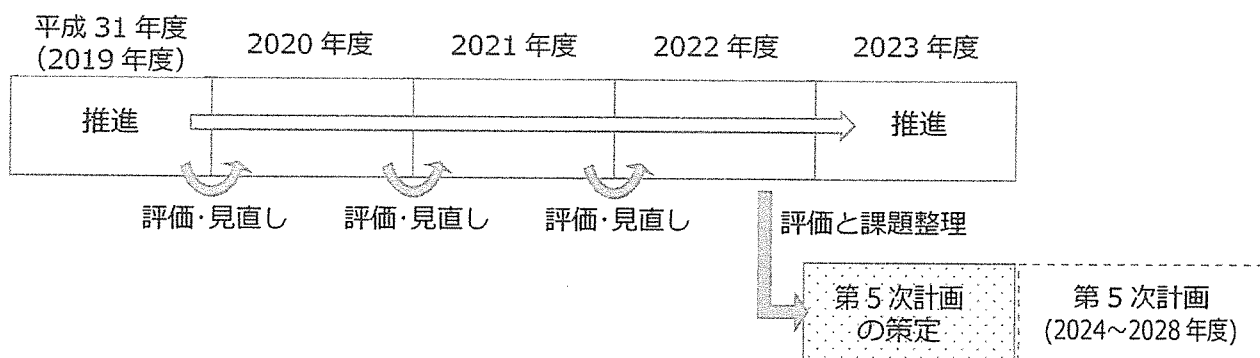 平成 31 年度
(2019 年度)
2020 年度
2021 年度
2022 年度
2023 年度
推進
推進
評価・見直し
評価・見直し
評価・見直し
評価と課題整理
第 5 次計画
の策定
第 5 次計画
(2024～2028 年度)